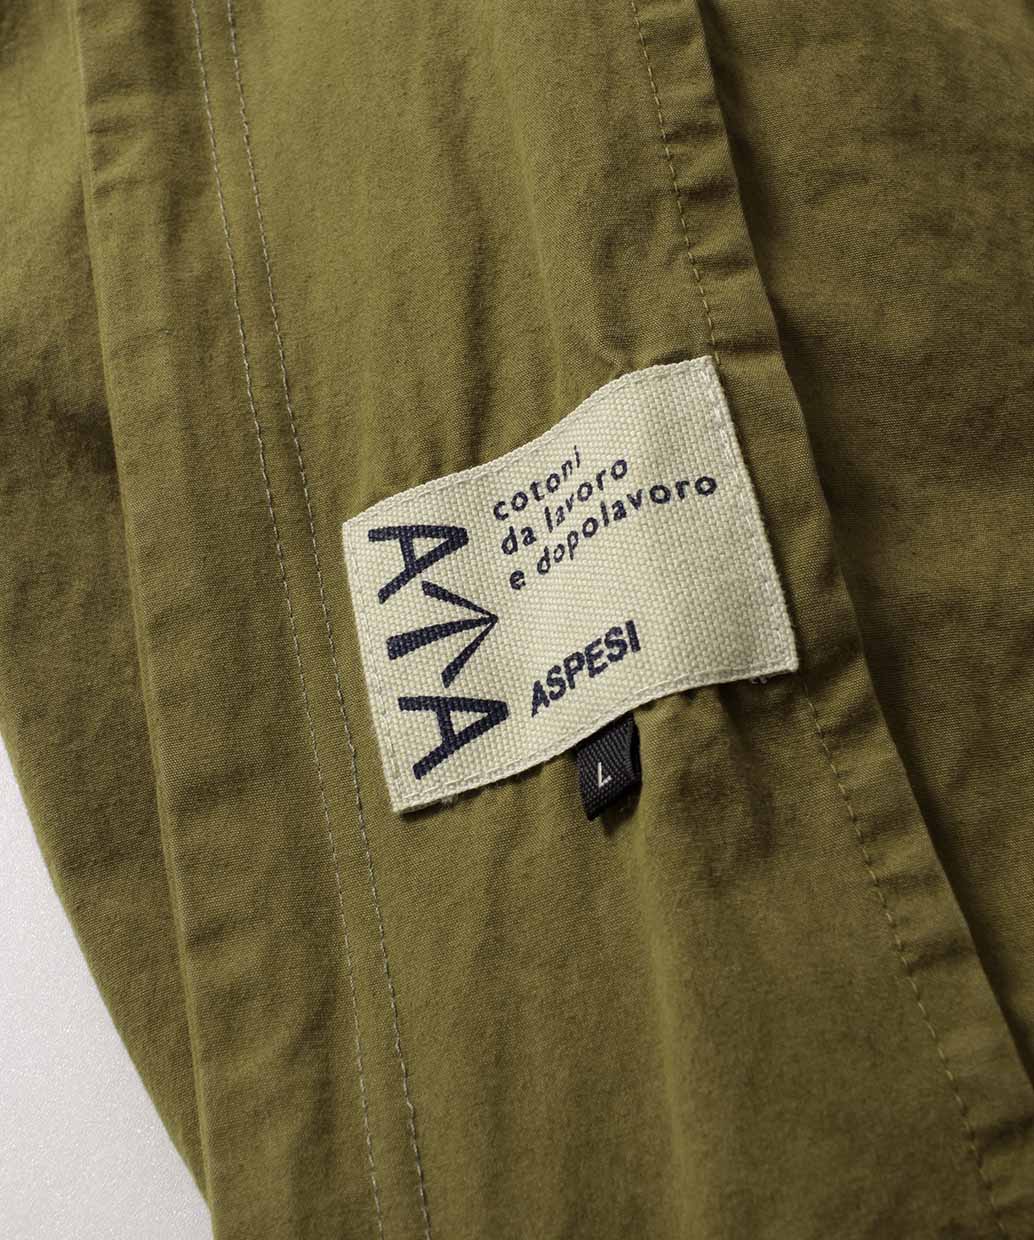 cotoni
da lavoro
e dopolavoro
ASPESI
L